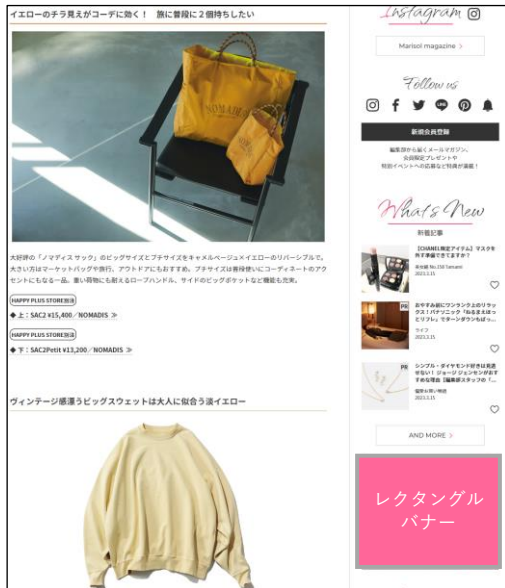 イエローのチラ見えがコーデに効く！　旅に普段に２個持ちしたい
NOMADIS
大好評の「ノマディス サック」のビッグサイズとプチサイズをキャメルベージュ×イエローのリバーシブルで。
大きい方はマーケットバッグや旅行、アウトドアにもおすすめ。プチサイズは普段使いにコーディネートのアク
セントにもなる一品。重い荷物にも耐えるロープハンドル、サイドのビッグポケットなど機能も充実。
HAPPY PLUS STORE別注
◆ 上：SAC2 ¥15,400／NOMADIS ≫
HAPPY PLUS STORE別注
◆ 下：SAC2Petit ¥13,200／NOMADIS ≫
ヴィンテージ感漂うビッグスウェットは大人に似合う淡イエロー
Instagram
Marisol magazine >
Follow us
新規会員登録
編集部から届くメールマガジン、
会員限定プレゼントや
特別イベントへの応募など特典が満載！
What's New
新着記事
【CHANEL限定アイテム】マスクを
外す準備できてますか？
美女組 No.210
2023.3.15
PR
おやすみ前にワンランク上のリラッ
クス！パナソニック「ねるまえほっ
とリフレ」でターンダウンもばっ…
ライフ
2023.3.15
PR
シンプル・ダイヤモンド好きは見逃
せない！ ジョージ ジェンセンがおす
すめな理由【編集部スタッフの「…
2023.3.15
AND MORE >
レクタングル
バナー